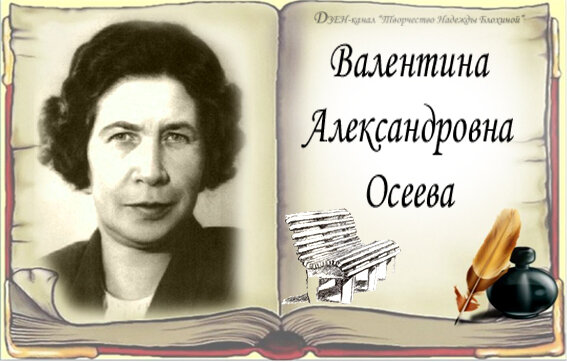 Дзен-канал "Творчество Надежды Блохиной"
Валентина
Александровна
Осеева